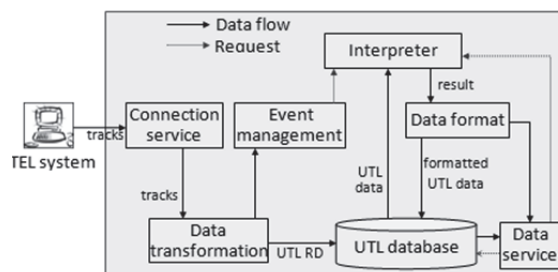 Data flow
Request
Interpreter
result
Connection
service
Event
management
Data format
tracks
TEL system
UTL
data
formatted
UTL data
tracks
Data
transformation
UTL RD
UTL database
Data
service